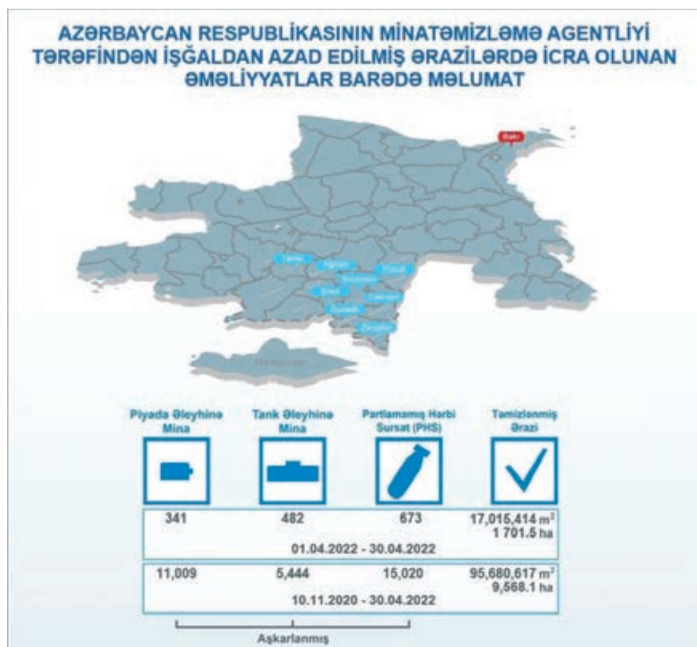 AZƏRBAYCAN RESPUBLİKASININ MİNATƏMİZLƏMƏ AGENTLİYİ
TƏRƏFİNDƏN İŞĞALDAN AZAD EDİLMİŞ ƏRAZİLƏRDƏ İCRA OLUNAN
ƏMƏLİYYATLAR BARƏDƏ MƏLUMAT
Bakı
Tərtər
Ağdam
Füzuli
Xocavənd
Şuşa
Cəbrayıl
Qubadlı
Zəngilan
Piyada Əleyhinə
Mina
Tank Əleyhinə
Mina
Partlamamış Hərbi
Sursat (PHS)
Təmizlənmiş
Ərazi
341 482 673 17,015,414 m²
1 701.5 ha
01.04.2022 - 30.04.2022
11,009 5,444 15,020 95,680,617 m²
9,568.1 ha
10.11.2020 - 30.04.2022
Aşkarlanmış